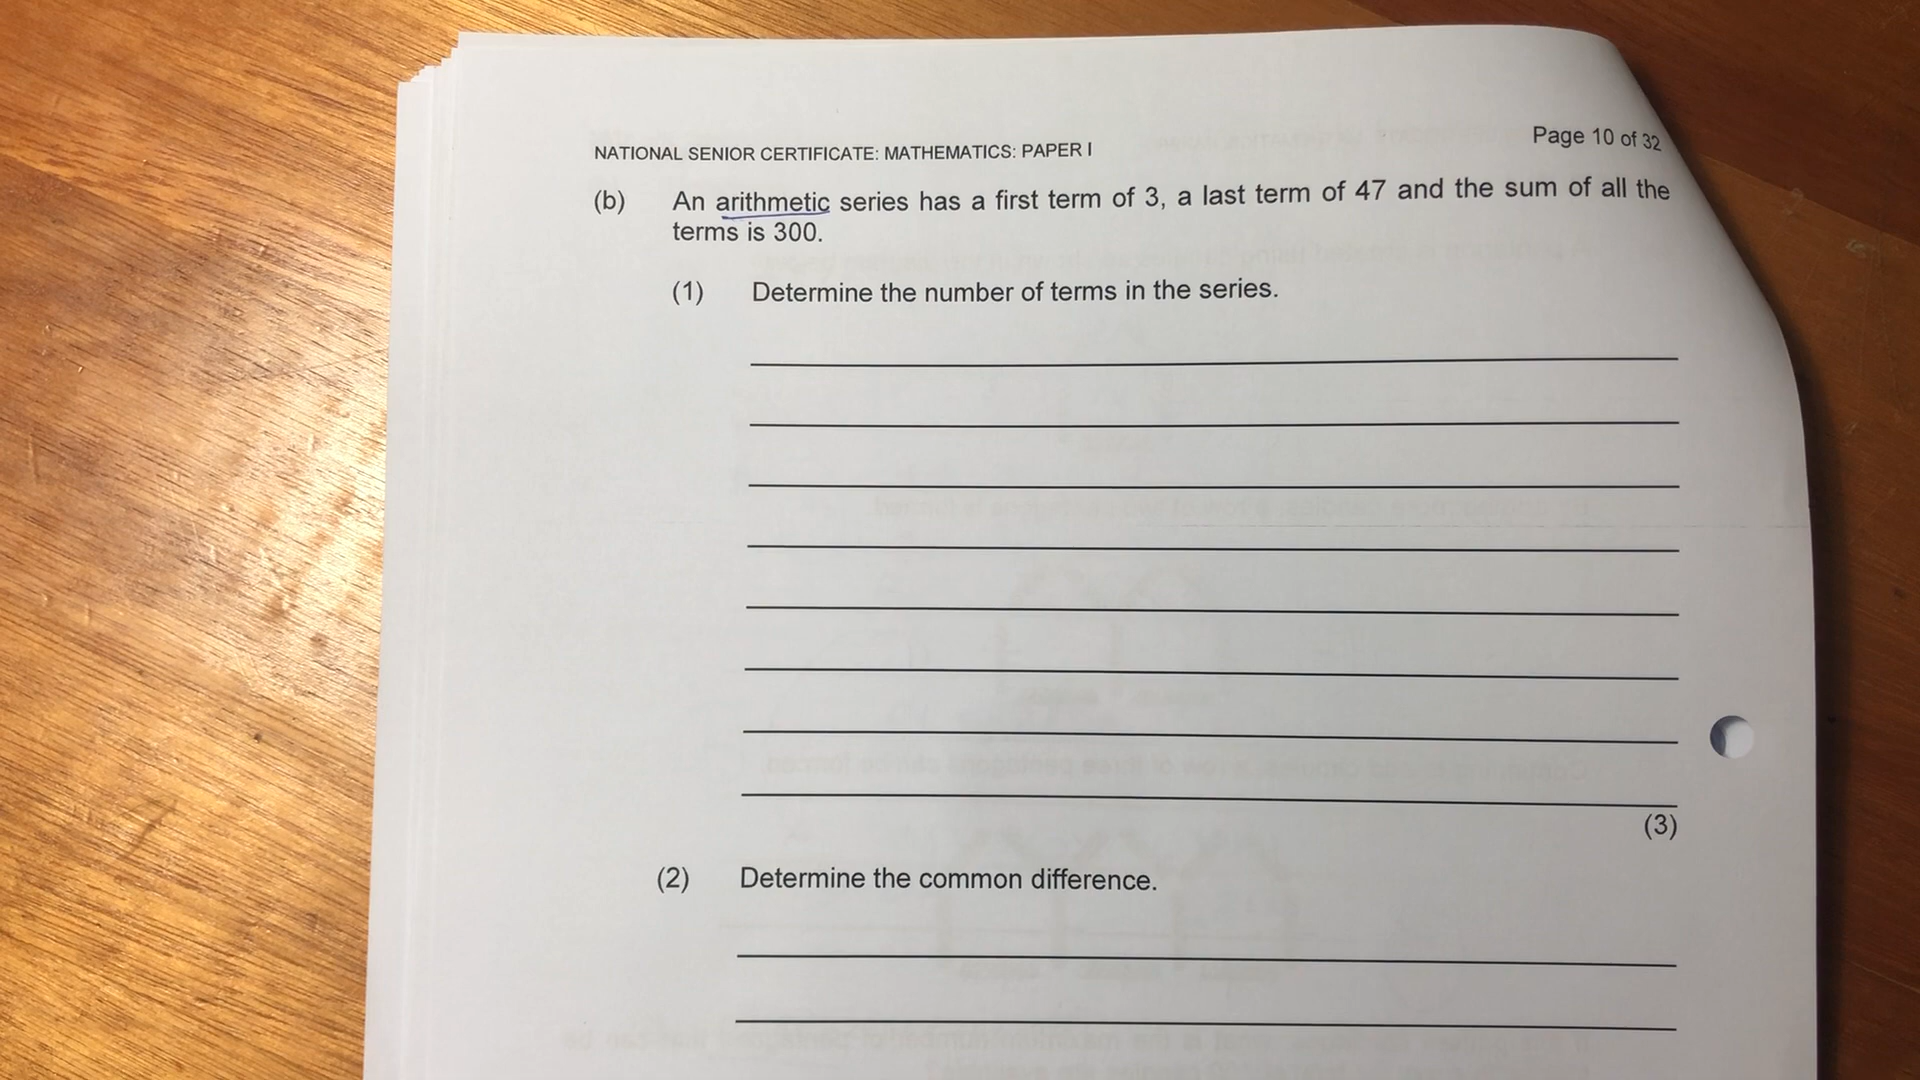 NATIONAL SENIOR CERTIFICATE: MATHEMATICS: PAPER I
Page 10 of 32
(b) An arithmetic series has a first term of 3, a last term of 47 and the sum of all the
terms is 300.
(1) Determine the number of terms in the series.
(3)
(2) Determine the common difference.